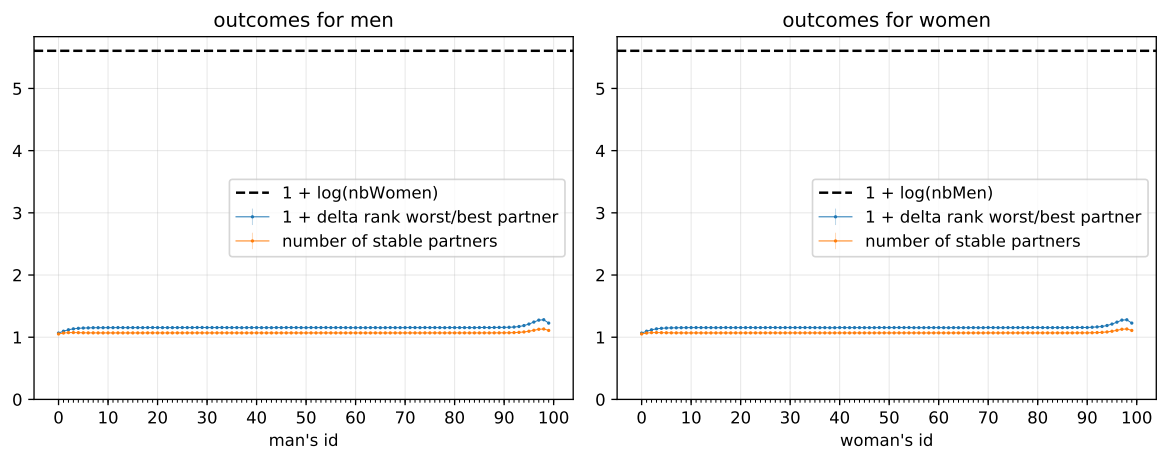 outcomes for men
5
4
3
2
1
0
1 + log(nbWomen)
1 + delta rank worst/best partner
number of stable partners
0 10 20 30 40 50 60 70 80 90 100
man's id
outcomes for women
5
4
3
2
1
0
1 + log(nbMen)
1 + delta rank worst/best partner
number of stable partners
0 10 20 30 40 50 60 70 80 90 100
woman's id